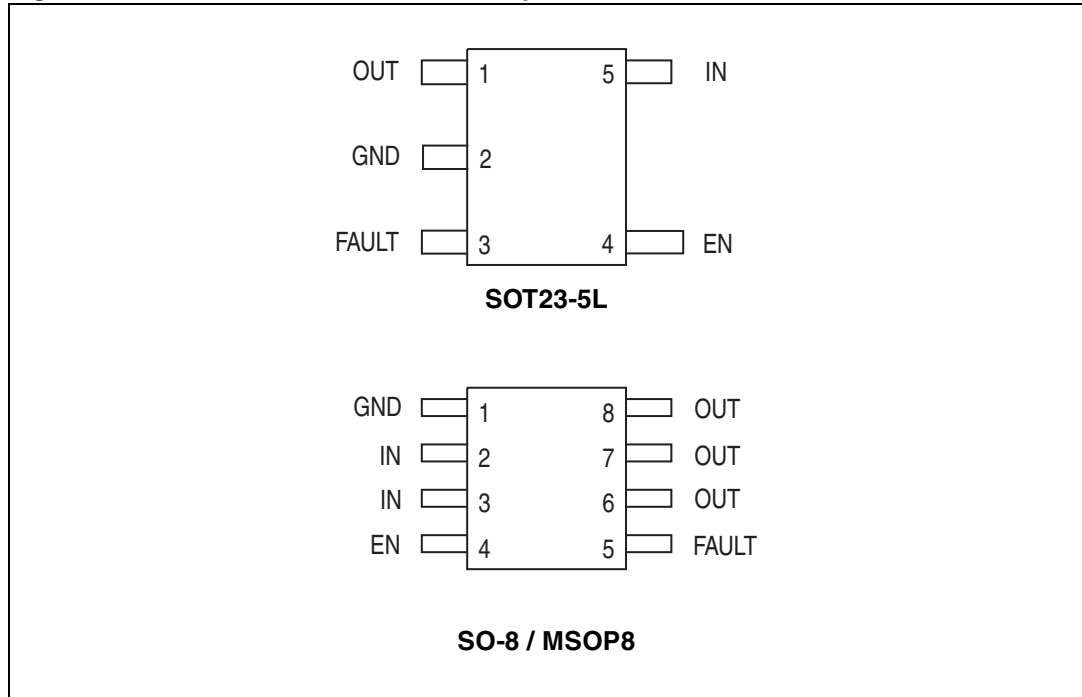 OUT 1 5 IN
GND 2
FAULT 3 4 EN
SOT23-5L
GND 1 8 OUT
IN 2 7 OUT
IN 3 6 OUT
EN 4 5 FAULT
SO-8 / MSOP8